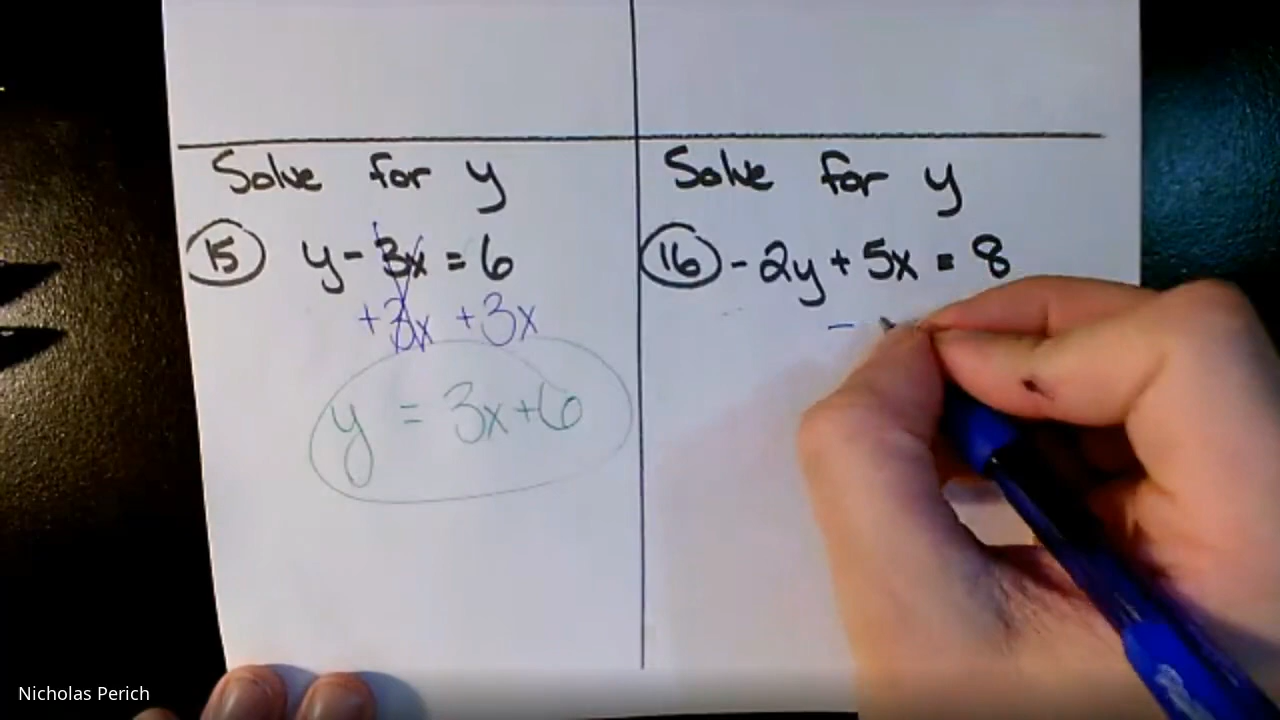 Solve for y
15 y - 3x = 6
+3x +3x
y = 3x+6
Solve for y
16 -2y + 5x = 8
-
Nicholas Perich